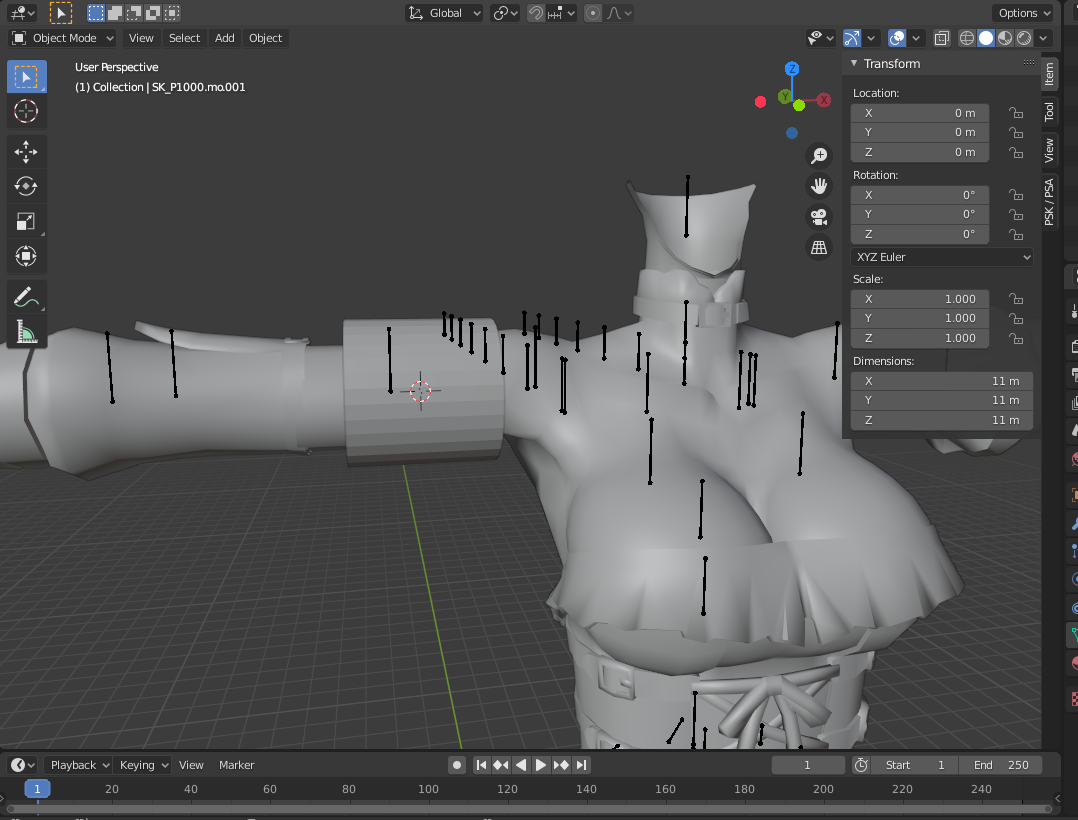 Global
Options
Object Mode
View
Select
Add
Object
User Perspective
(1) Collection | SK_P1000.mo.001
Z
Y
X
Transform
Location:
X 0 m
Y 0 m
Z 0 m
Rotation:
X 0°
Y 0°
Z 0°
XYZ Euler
Scale:
X 1.000
Y 1.000
Z 1.000
Dimensions:
X 11 m
Y 11 m
Z 11 m
Item
Tool
View
PSK / PSA
Playback
Keying
View
Marker
1
Start 1
End 250
1
20
40
60
80
100
120
140
160
180
200
220
240